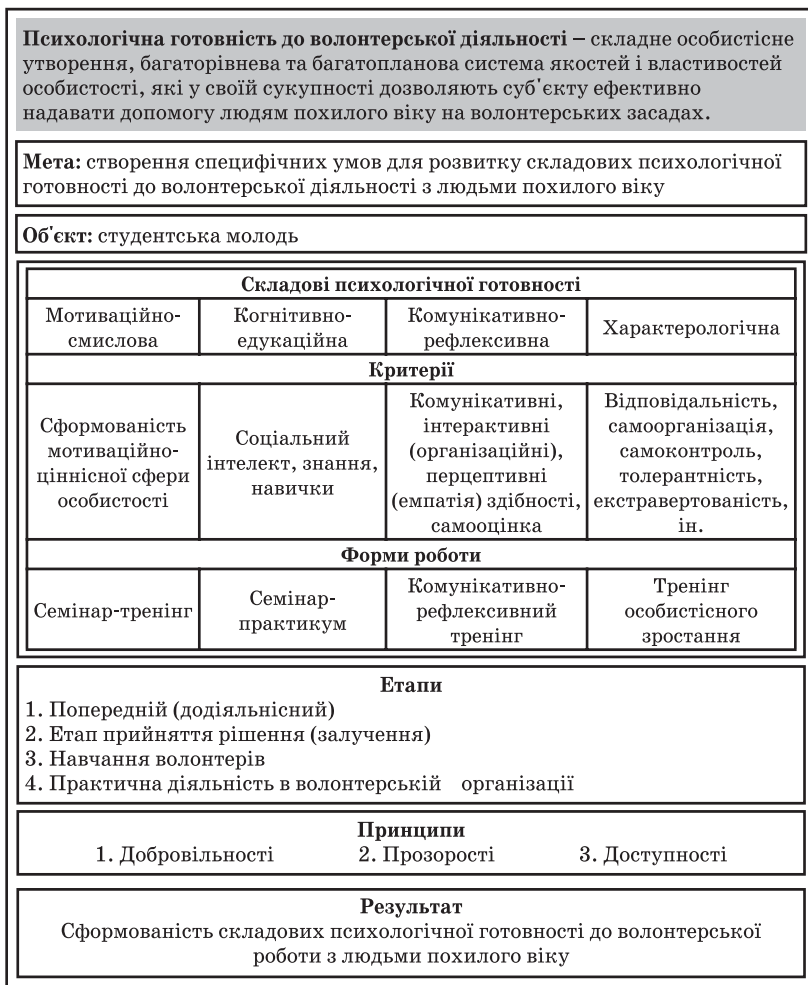 Психологічна готовність до волонтерської діяльності – складне особистісне
утворення, багаторівнева та багатопланова система якостей і властивостей
особистості, які у своїй сукупності дозволяють суб'єкту ефективно
надавати допомогу людям похилого віку на волонтерських засадах.
Мета: створення специфічних умов для розвитку складових психологічної
готовності до волонтерської діяльності з людьми похилого віку
Об'єкт: студентська молодь
Складові психологічної готовності
Мотиваційно-
смислова
Когнітивно-
едукаційна
Комунікативно-
рефлексивна
Характерологічна
Критерії
Сформованість
мотиваційно-
ціннісної сфери
особистості
Соціальний
інтелект, знання,
навички
Комунікативні,
інтерактивні
(організаційні),
перцептивні
(емпатія) здібності,
самооцінка
Відповідальність,
самоорганізація,
самоконтроль,
толерантність,
екстравертованість,
ін.
Форми роботи
Семінар-тренінг
Семінар-
практикум
Комунікативно-
рефлексивний
тренінг
Тренінг
особистісного
зростання
Етапи
1. Попередній (додіяльнісний)
2. Етап прийняття рішення (залучення)
3. Навчання волонтерів
4. Практична діяльність в волонтерській організації
Принципи
1. Добровільності 2. Прозорості 3. Доступності
Результат
Сформованість складових психологічної готовності до волонтерської
роботи з людьми похилого віку